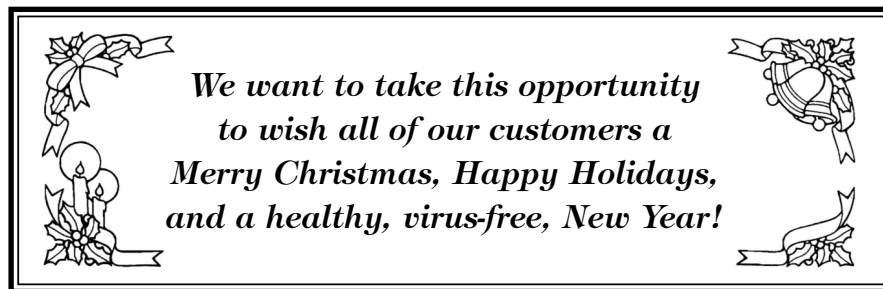 We want to take this opportunity
to wish all of our customers a
Merry Christmas, Happy Holidays,
and a healthy, virus-free, New Year!